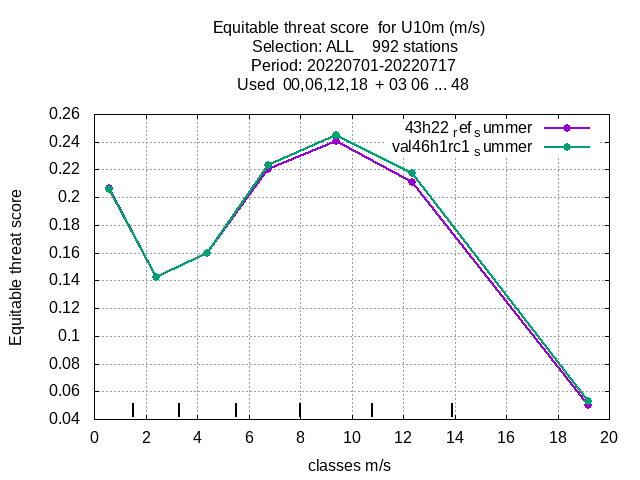 Equitable threat score for U10m (m/s)
Selection: ALL 992 stations
Period: 20220701-20220717
Used 00,06,12,18 + 03 06 ... 48
43h22 ref summer
val46h1rc1 summer
Equitable threat score
0.26
0.24
0.22
0.2
0.18
0.16
0.14
0.12
0.1
0.08
0.06
0.04
0 2 4 6 8 10 12 14 16 18 20
classes m/s